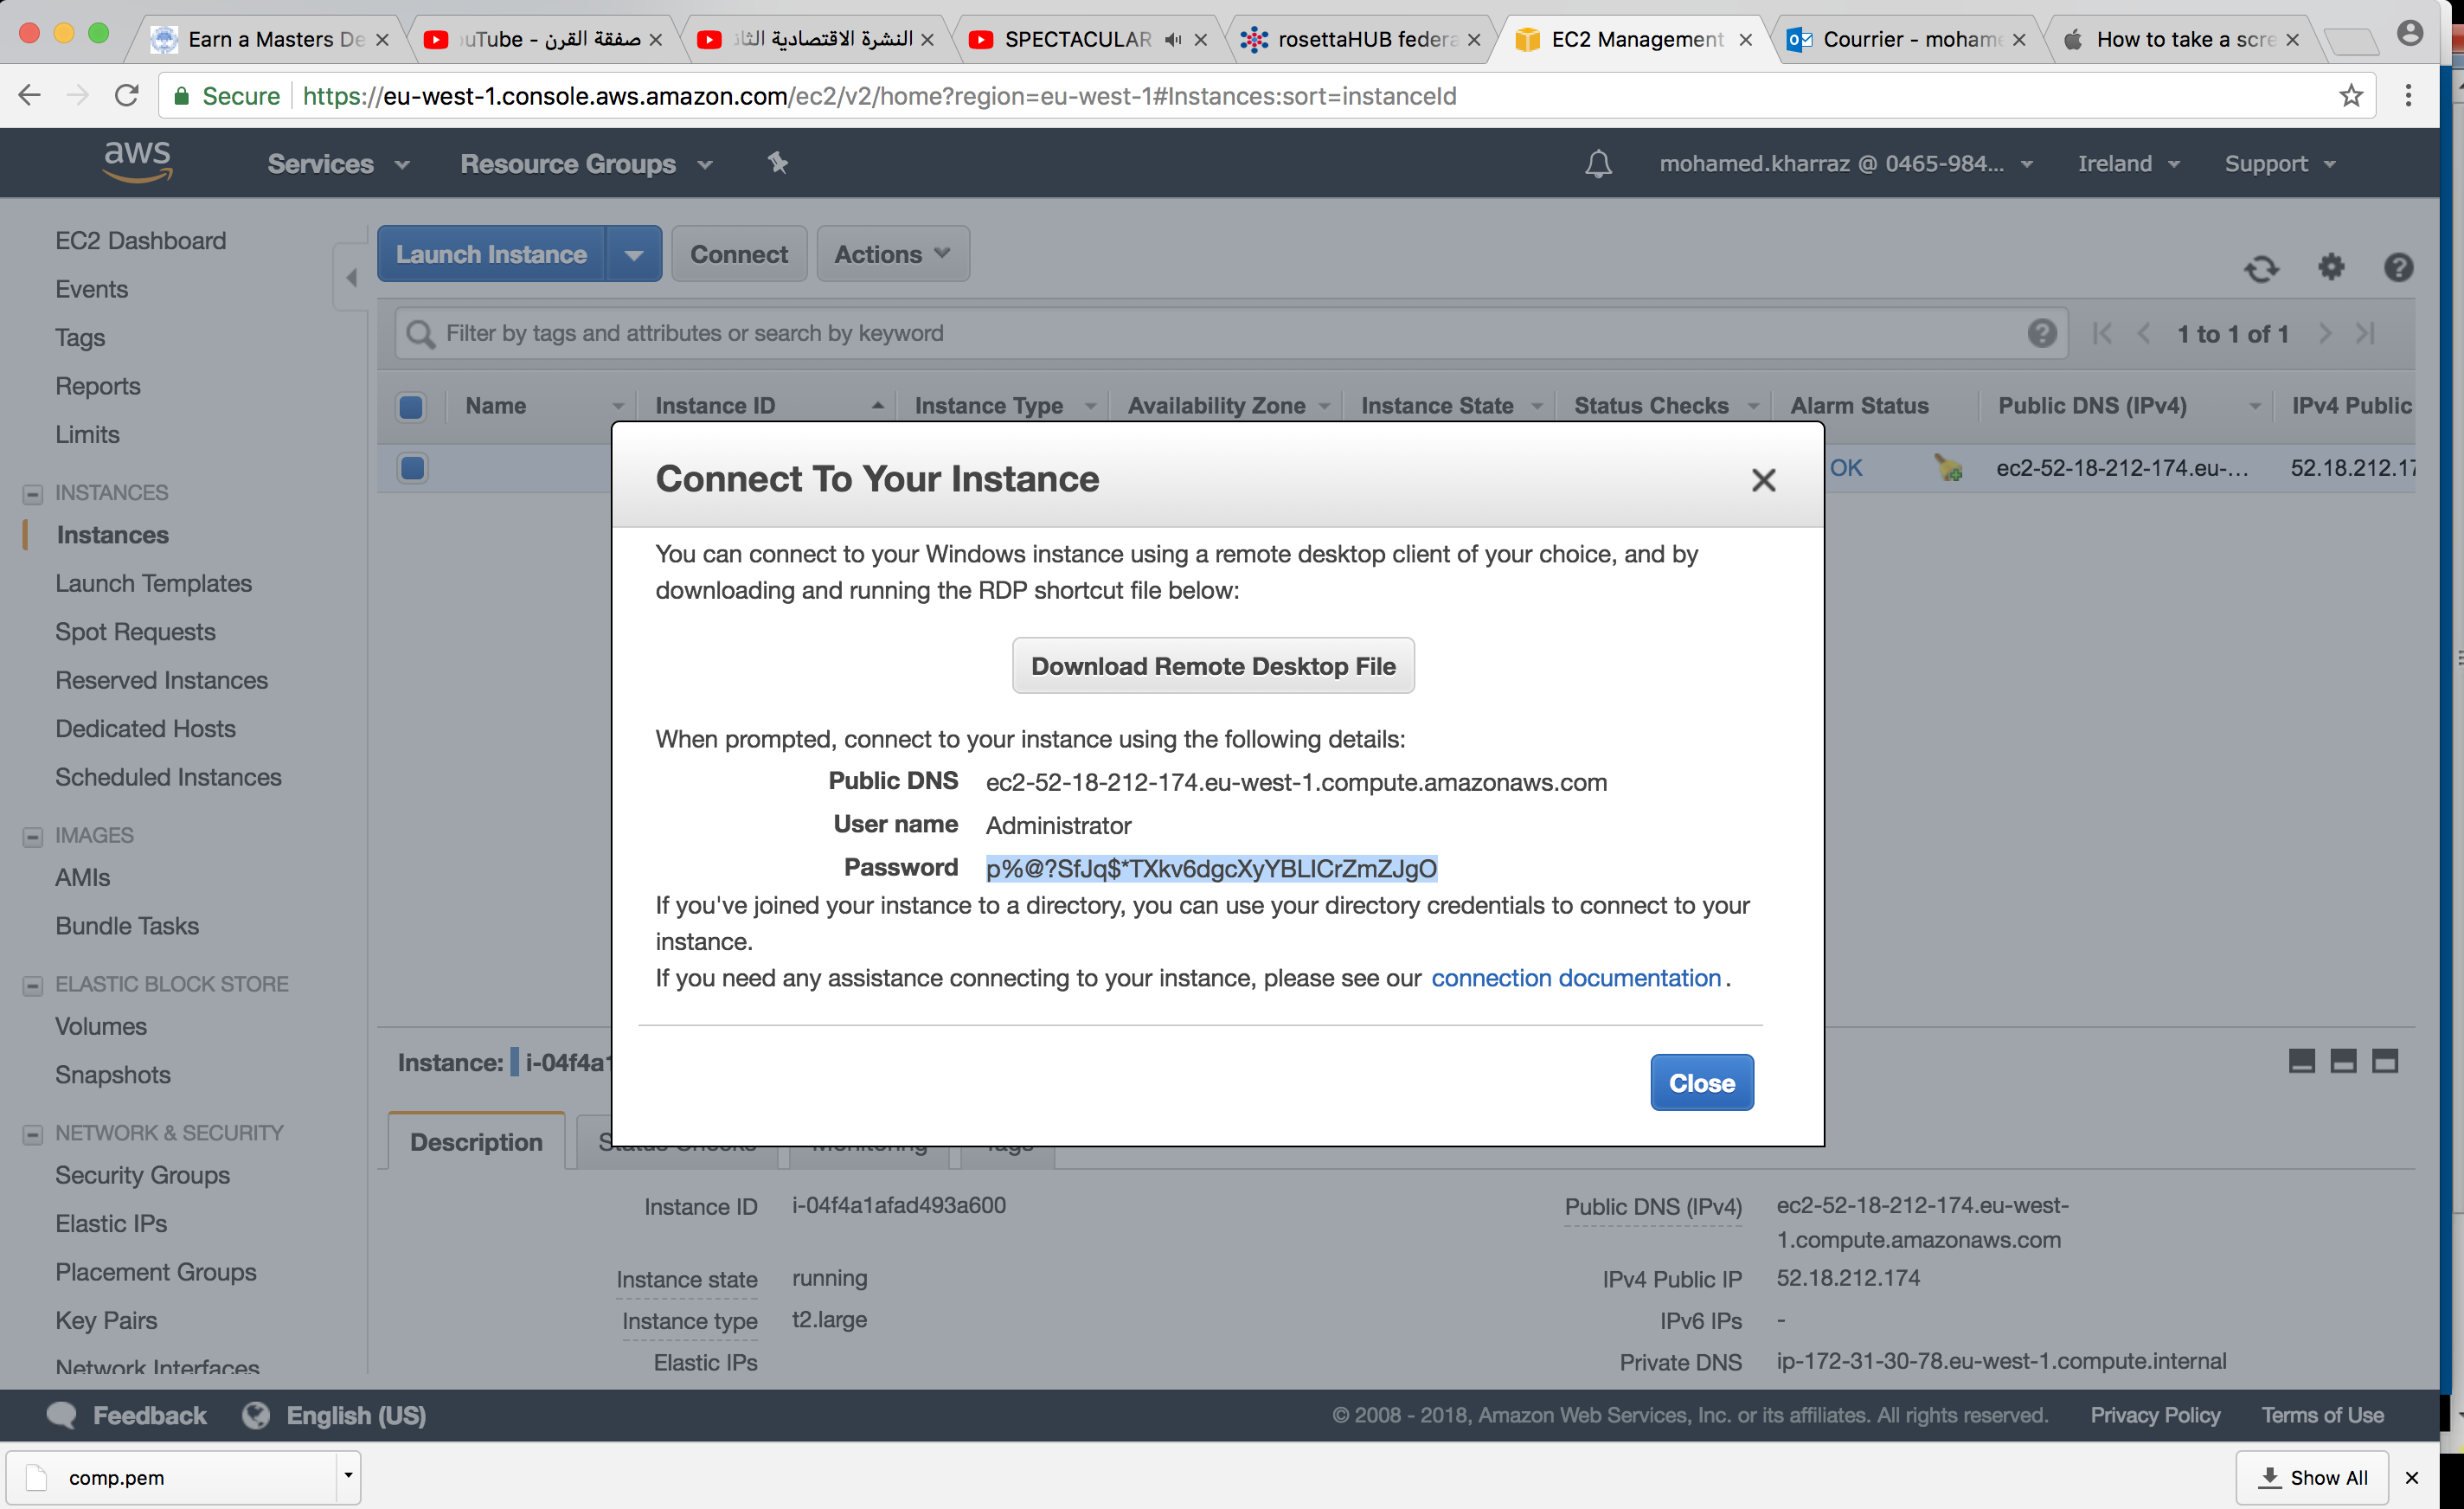 Earn a Masters De
uTube - صفقة القرن
النشرة الاقتصادية الثاذ
SPECTACULAR
rosettaHUB federa
EC2 Management
Courrier - mohame
How to take a scre
Secure
https://eu-west-1.console.aws.amazon.com/ec2/v2/home?region=eu-west-1#Instances:sort=instanceId
aws
Services
Resource Groups
mohamed.kharraz @ 0465-984...
Ireland
Support
EC2 Dashboard
Events
Tags
Reports
Limits
INSTANCES
Instances
Launch Templates
Spot Requests
Reserved Instances
Dedicated Hosts
Scheduled Instances
IMAGES
AMIs
Bundle Tasks
ELASTIC BLOCK STORE
Volumes
Snapshots
NETWORK & SECURITY
Security Groups
Elastic IPs
Placement Groups
Key Pairs
Network Interfaces
Launch Instance
Connect
Actions
Filter by tags and attributes or search by keyword
1 to 1 of 1
Name
Instance ID
Instance Type
Availability Zone
Instance State
Status Checks
Alarm Status
Public DNS (IPv4)
IPv4 Public
OK
ec2-52-18-212-174.eu-...
52.18.212.17
Connect To Your Instance
You can connect to your Windows instance using a remote desktop client of your choice, and by
downloading and running the RDP shortcut file below:
Download Remote Desktop File
When prompted, connect to your instance using the following details:
Public DNS ec2-52-18-212-174.eu-west-1.compute.amazonaws.com
User name Administrator
Password p%@?SfJq$*TXkv6dgcXyYBLICrZmZJgO
If you've joined your instance to a directory, you can use your directory credentials to connect to your
instance.
If you need any assistance connecting to your instance, please see our connection documentation.
Close
Instance: i-04f4a1
Description
Status Checks
Monitoring
Tags
Instance ID i-04f4a1afad493a600
Instance state running
Instance type t2.large
Elastic IPs
Public DNS (IPv4) ec2-52-18-212-174.eu-west-
1.compute.amazonaws.com
IPv4 Public IP 52.18.212.174
IPv6 IPs -
Private DNS ip-172-31-30-78.eu-west-1.compute.internal
Feedback
English (US)
© 2008 - 2018, Amazon Web Services, Inc. or its affiliates. All rights reserved.
Privacy Policy
Terms of Use
comp.pem
Show All